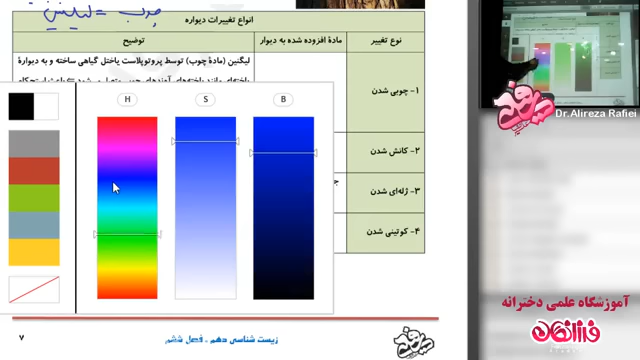 چوب = لیگنین
انواع تغییرات دیواره
نوع تغییر
مادهٔ افزوده شده به دیوار
توضیح
۱- چوبی شدن
لیگنین (مادهٔ چوب) توسط پروتوپلاست یاختل گیاهی ساخته و به دیوارهٔ
۲- کانش شدن
۳- ژله‌ای شدن
۴- کوتینی شدن
H
S
B
Dr.Alireza Rafiei
آموزشگاه علمی دخترانه
فرزانگان
زیست شناسی دهم - فصل ششم
۷